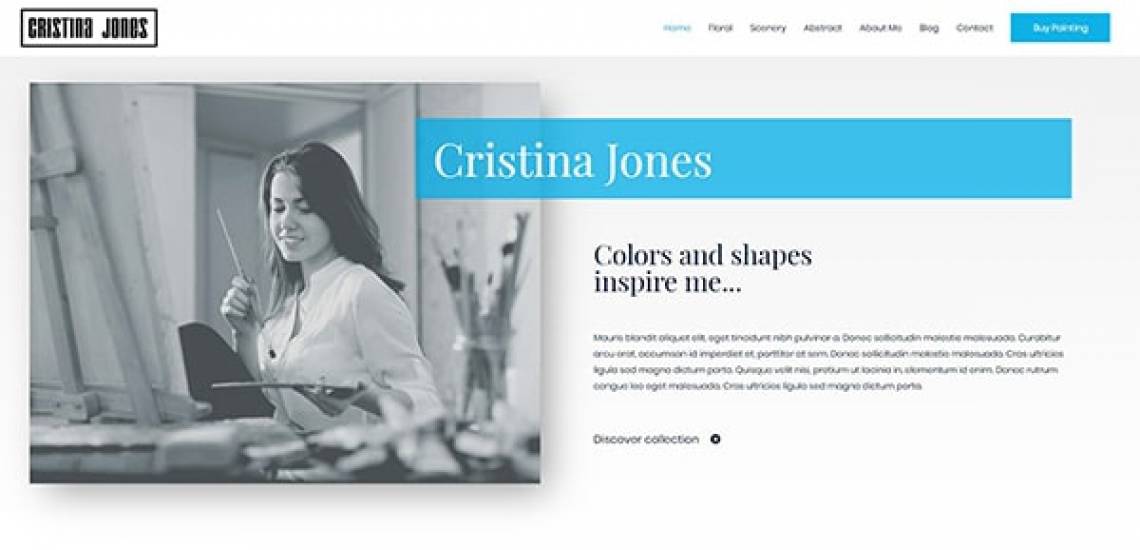 CRISTINA JONES
Home Floral Scenery Abstract About Me Blog Contact Buy Painting
Cristina Jones
Colors and shapes
inspire me...
Mauris blandit aliquet elit, eget tincidunt nibh pulvinar a. Donec sollicitudin molestie malesuada. Curabitur
arcu erat, accumsan id imperdiet et, porttitor at sem. Donec sollicitudin molestie malesuada. Cras ultricies
ligula sed magna dictum porta. Quisque velit nisi, pretium ut lacinia in, elementum id enim. Donec rutrum
congue leo eget malesuada. Cras ultricies ligula sed magna dictum porta.
Discover collection